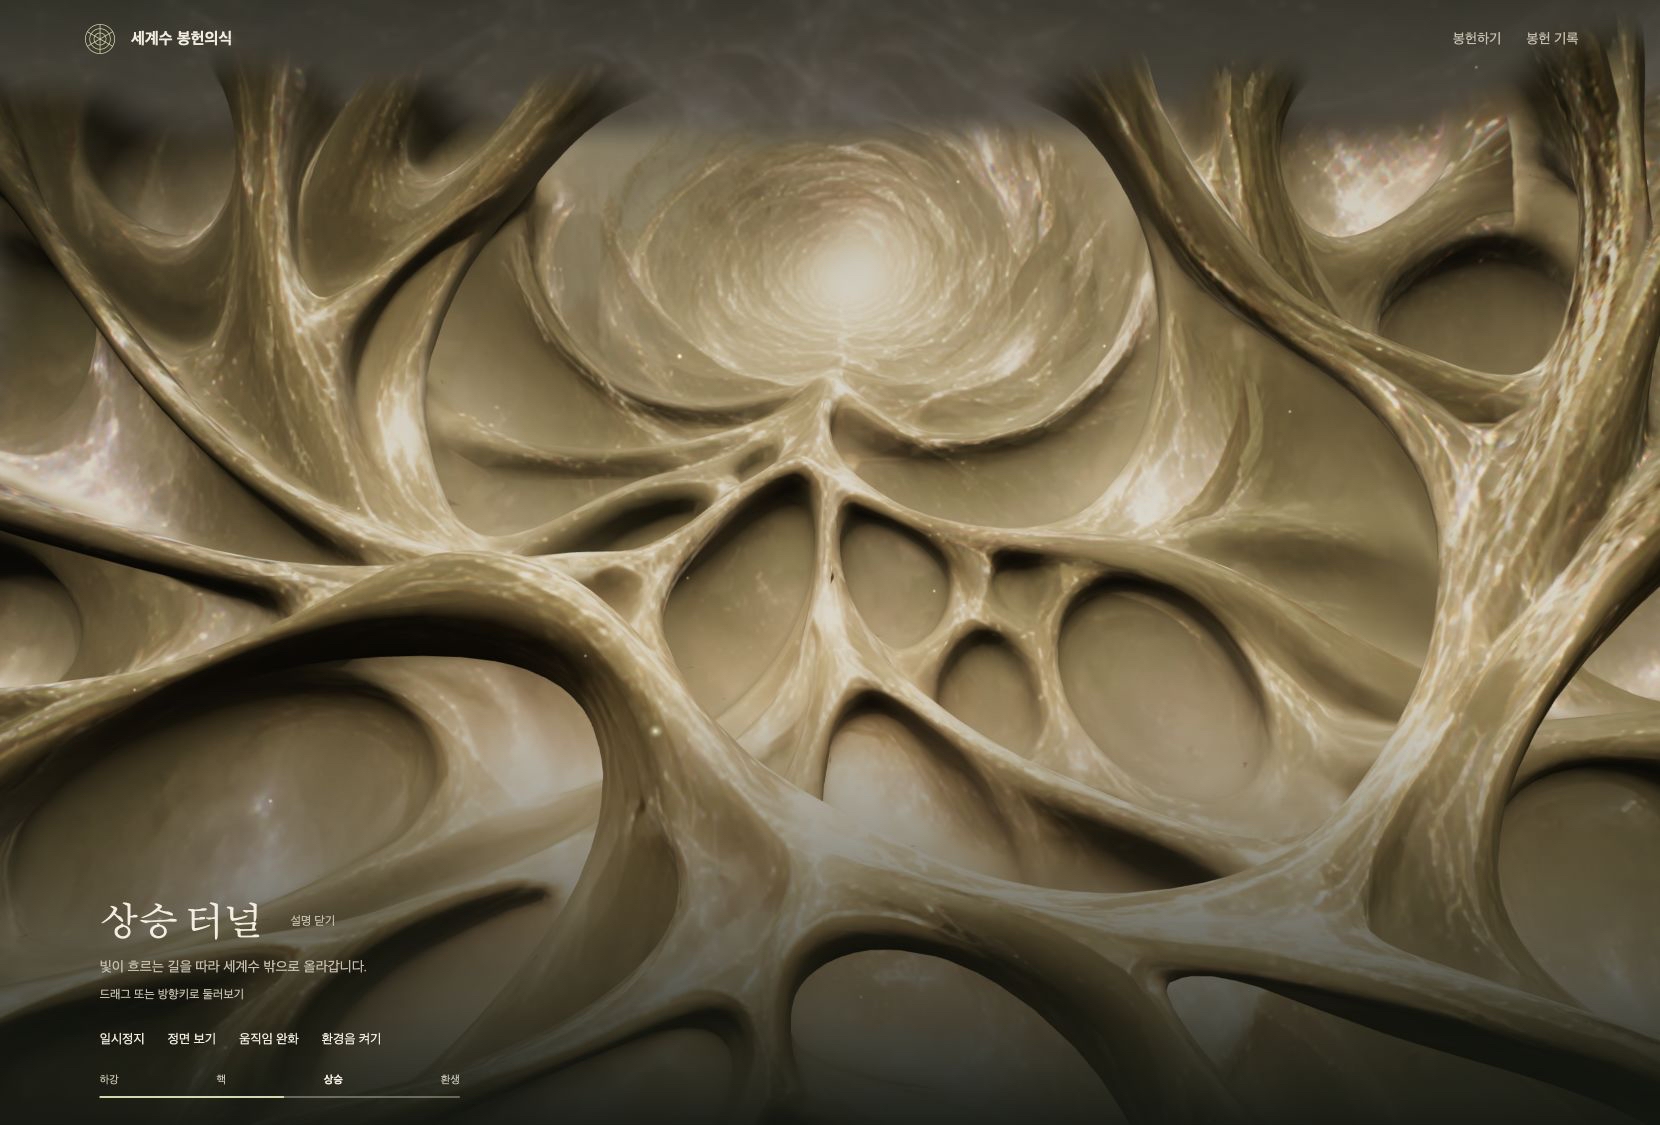 세계수 봉헌의식
봉헌하기 봉헌 기록
상승 터널 설명 닫기
빛이 흐르는 길을 따라 세계수 밖으로 올라갑니다.
드래그 또는 방향키로 둘러보기
일시정지 정면 보기 움직임 완화 환경음 켜기
하강 핵 상승 환생